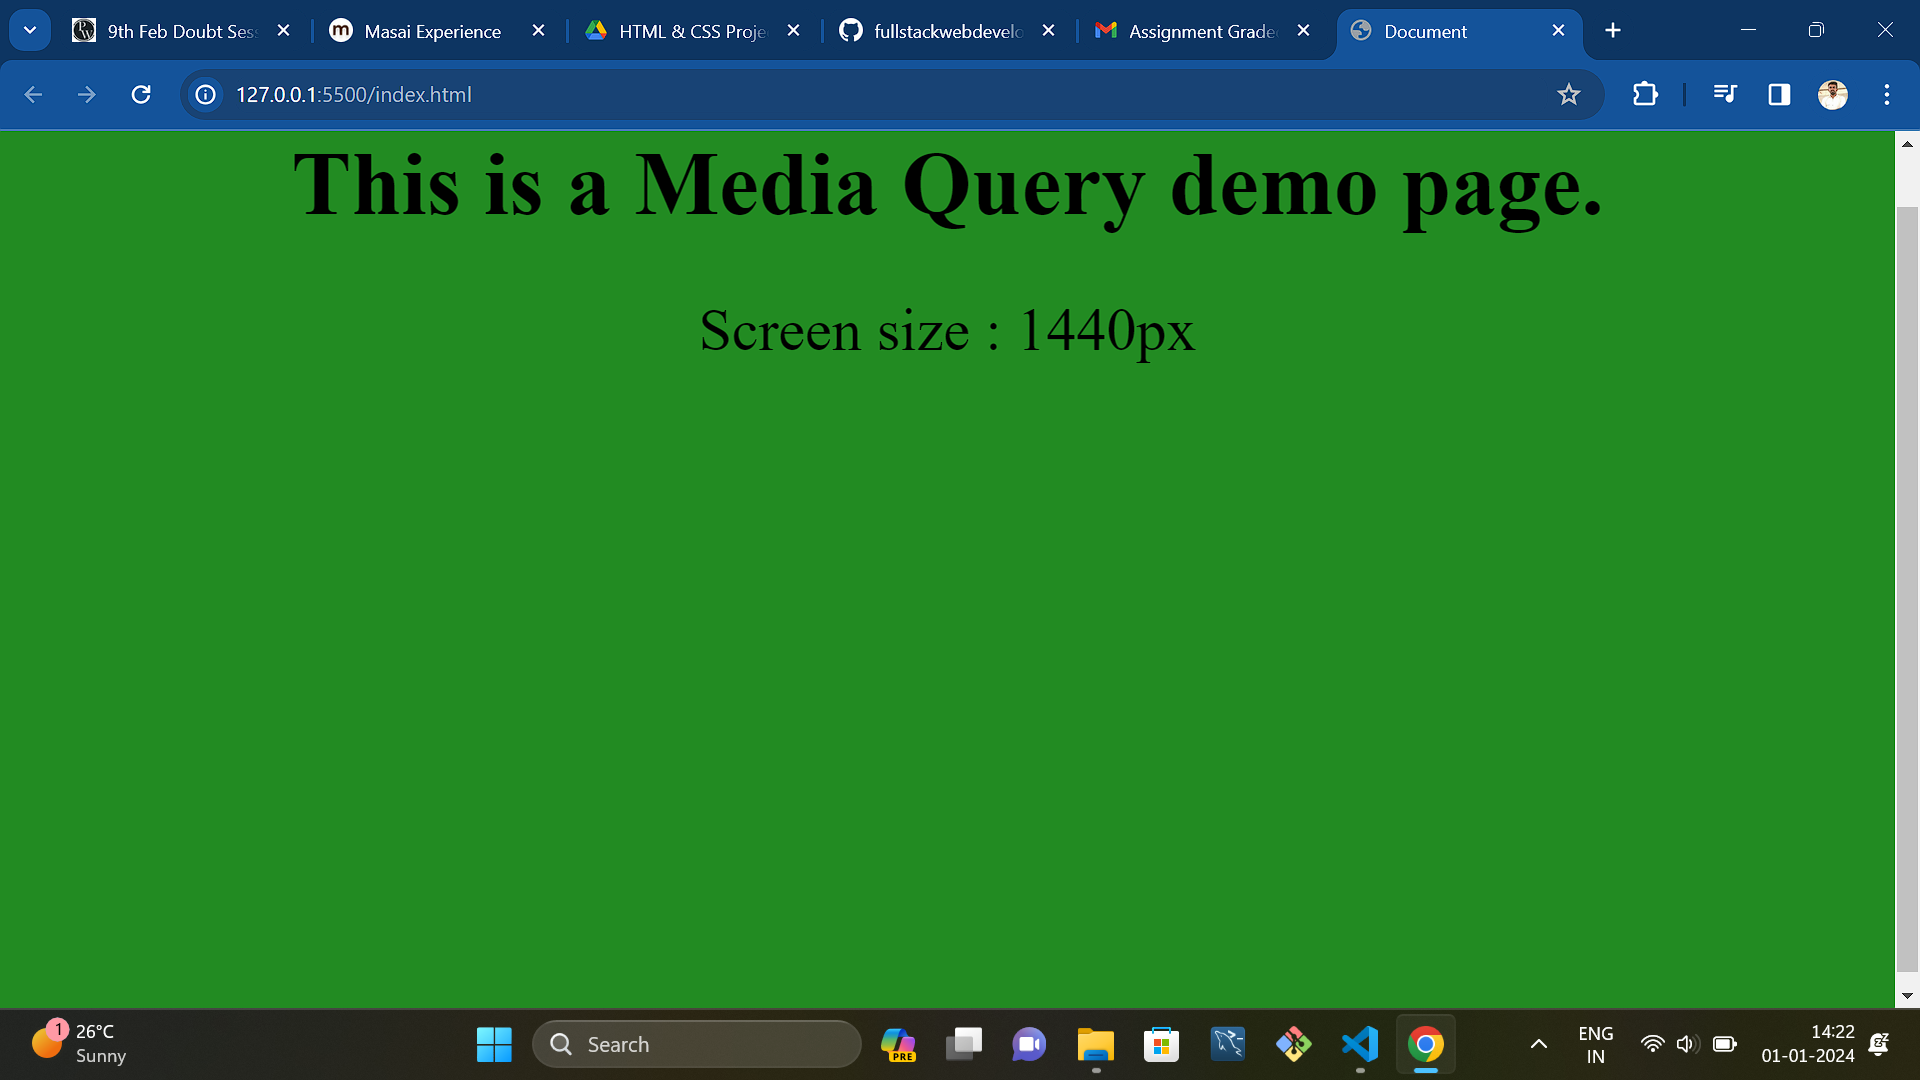 9th Feb Doubt Ses
Masai Experience
HTML & CSS Proje
fullstackwebdevelo
Assignment Grade
Document
127.0.0.1:5500/index.html
This is a Media Query demo page.
Screen size : 1440px
1
26°C
Sunny
Search
PRE
ENG
IN
14:22
01-01-2024